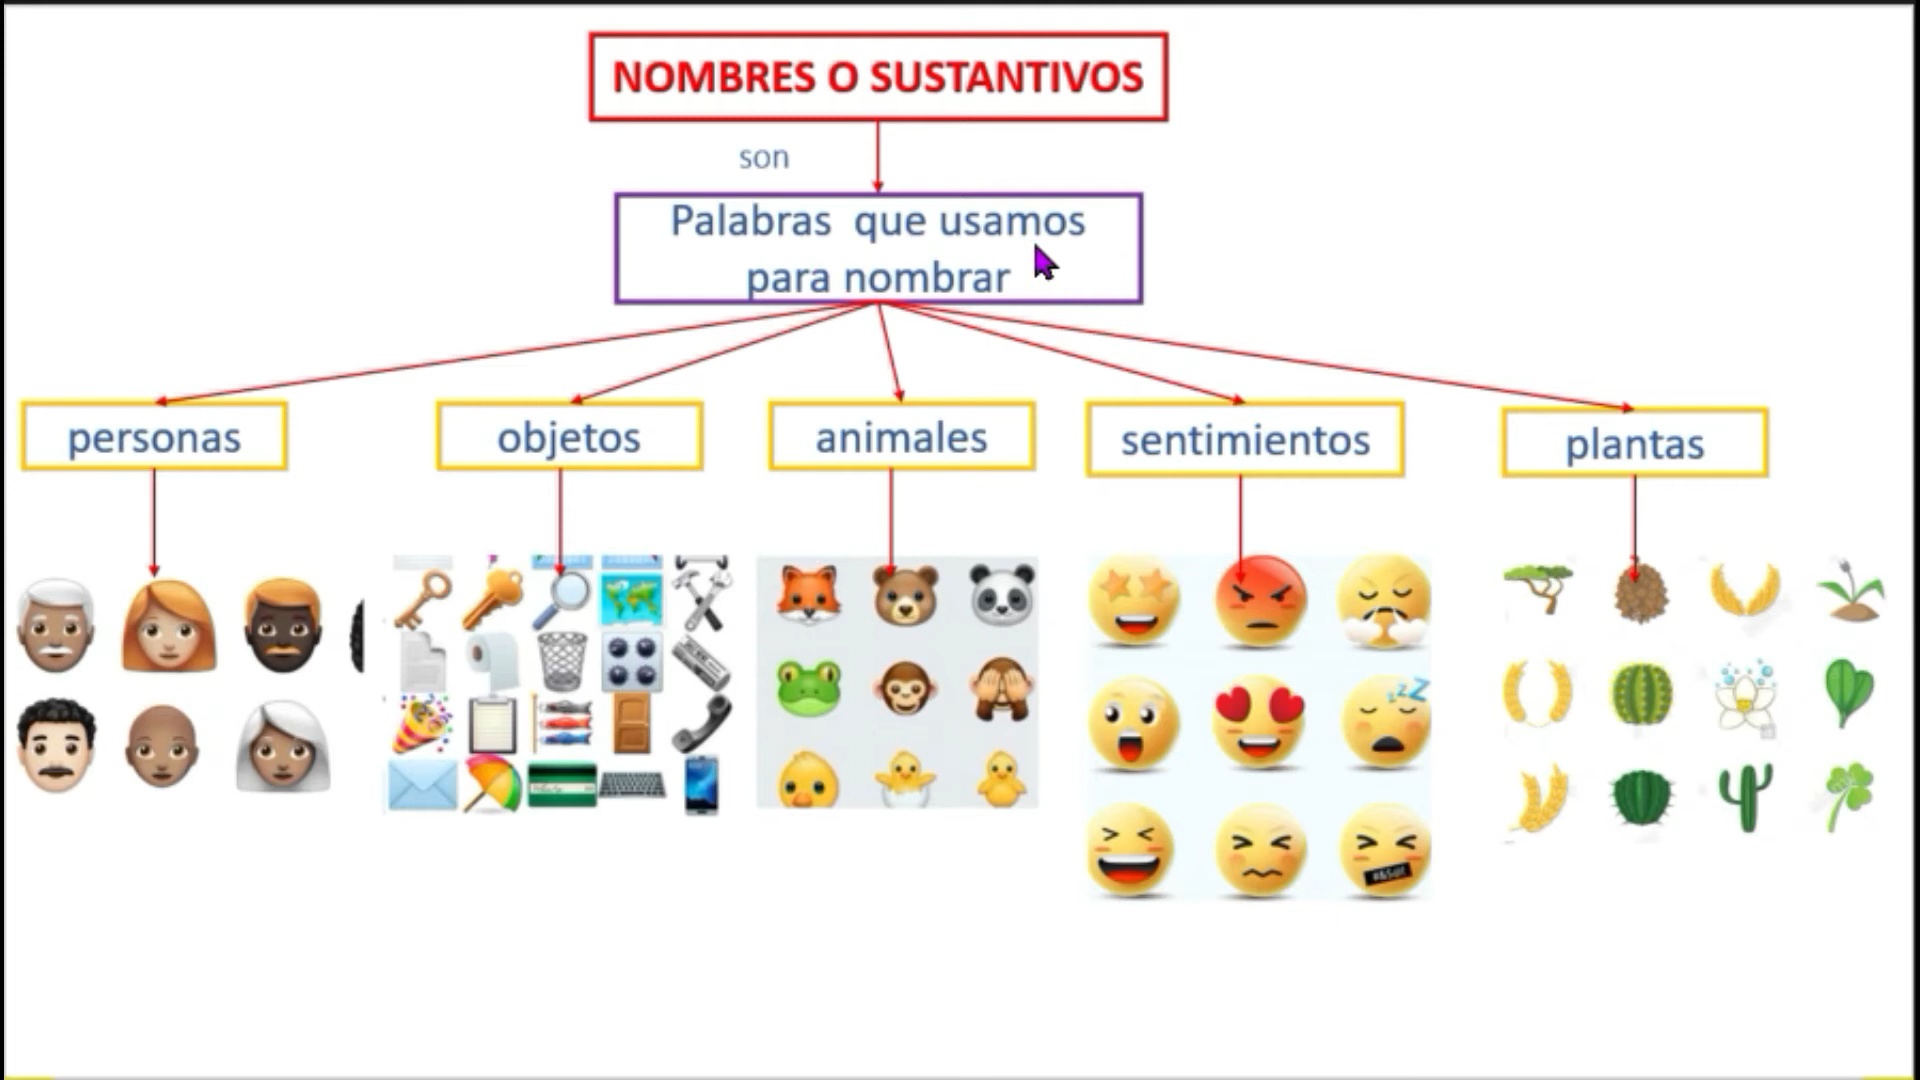 NOMBRES O SUSTANTIVOS
son
Palabras que usamos
para nombrar
personas
objetos
animales
sentimientos
plantas